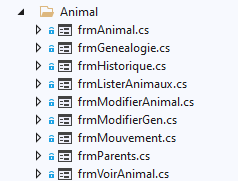 Animal
frmAnimal.cs
frmGenealogie.cs
frmHistorique.cs
frmListerAnimaux.cs
frmModifierAnimal.cs
frmModifierGen.cs
frmMouvement.cs
frmParents.cs
frmVoirAnimal.cs